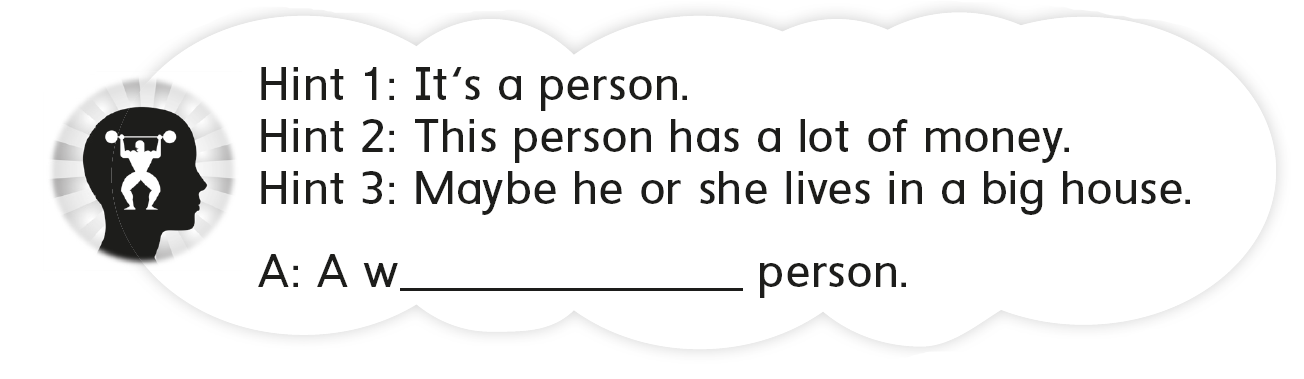 Hint 1: It's a person.
Hint 2: This person has a lot of money.
Hint 3: Maybe he or she lives in a big house.
A: A w_______________ person.